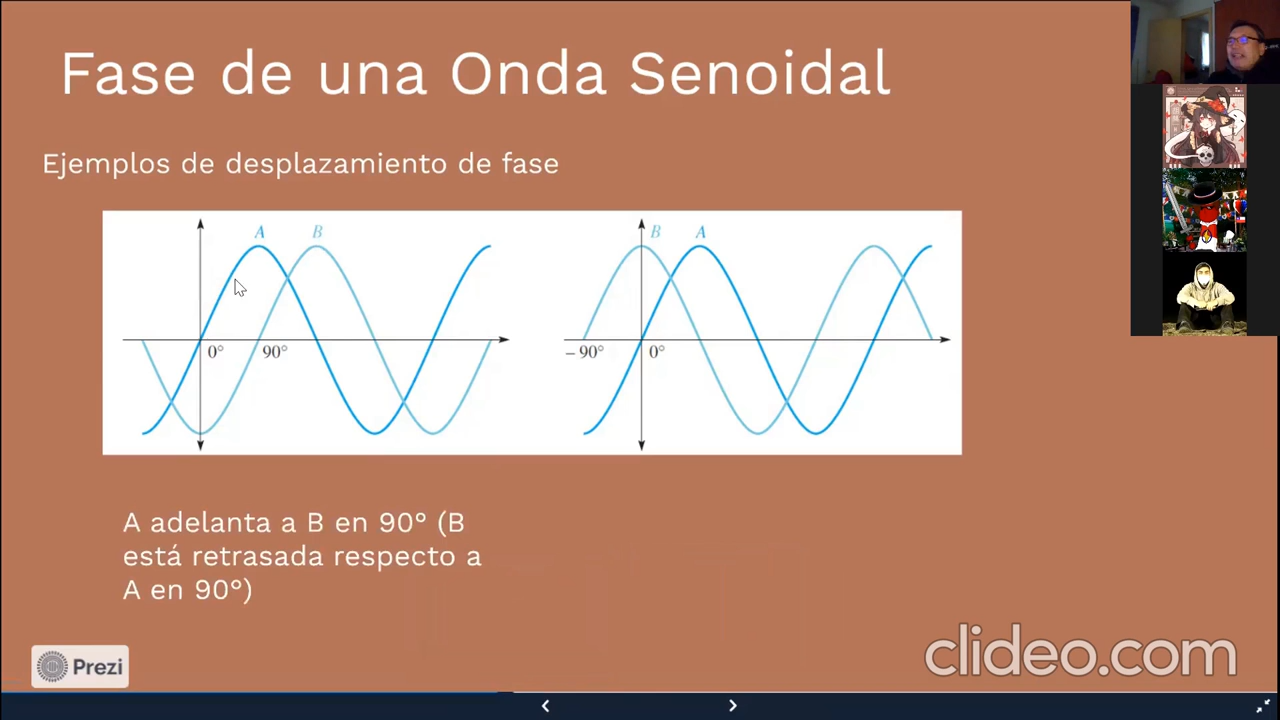 Fase de una Onda Senoidal
Ejemplos de desplazamiento de fase
A B
0° 90°
B A
– 90° 0°
A adelanta a B en 90° (B
está retrasada respecto a
A en 90°)
Prezi
clideo.com